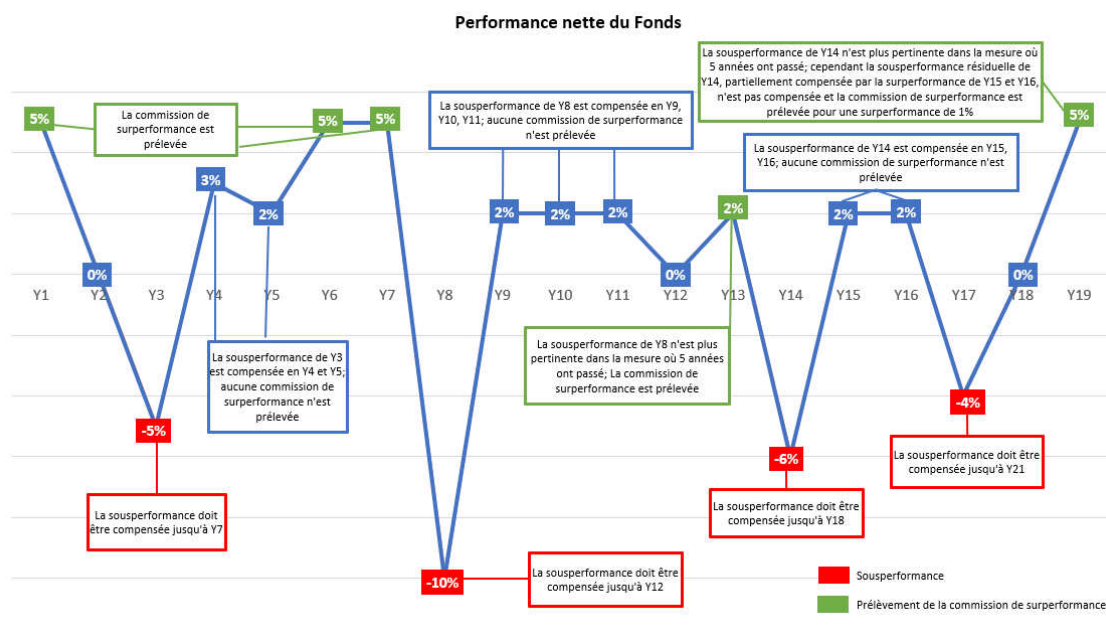 Performance nette du Fonds
La sousperformance de Y14 n'est plus pertinente dans la mesure où
5 années ont passé; cependant la sousperformance résiduelle de
Y14, partiellement compensée par la surperformance de Y15 et Y16,
n'est pas compensée et la commission de surperformance est
prélevée pour une surperformance de 1%
La commission de
surperformance est
prélevée
La sousperformance de Y8 est compensée en Y9,
Y10, Y11; aucune commission de surperformance
n'est prélevée
La sousperformance de Y14 est compensée en Y15,
Y16; aucune commission de surperformance n'est
prélevée
5%
0%
-5%
3%
2%
5%
5%
-10%
2%
2%
2%
0%
2%
-6%
2%
2%
-4%
0%
5%
Y1
Y2
Y3
Y4
Y5
Y6
Y7
Y8
Y9
Y10
Y11
Y12
Y13
Y14
Y15
Y16
Y17
Y18
Y19
La sousperformance de Y3
est compensée en Y4 et Y5;
aucune commission de
surperformance n'est
prélevée
La sousperformance de Y8 n'est plus
pertinente dans la mesure où 5 années
ont passé; La commission de
surperformance est prélevée
La sousperformance doit être
compensée jusqu'à Y21
La sousperformance doit
être compensée jusqu'à Y7
La sousperformance doit être
compensée jusqu'à Y18
La sousperformance doit être
compensée jusqu'à Y12
Sousperformance
Prélèvement de la commission de surperformance